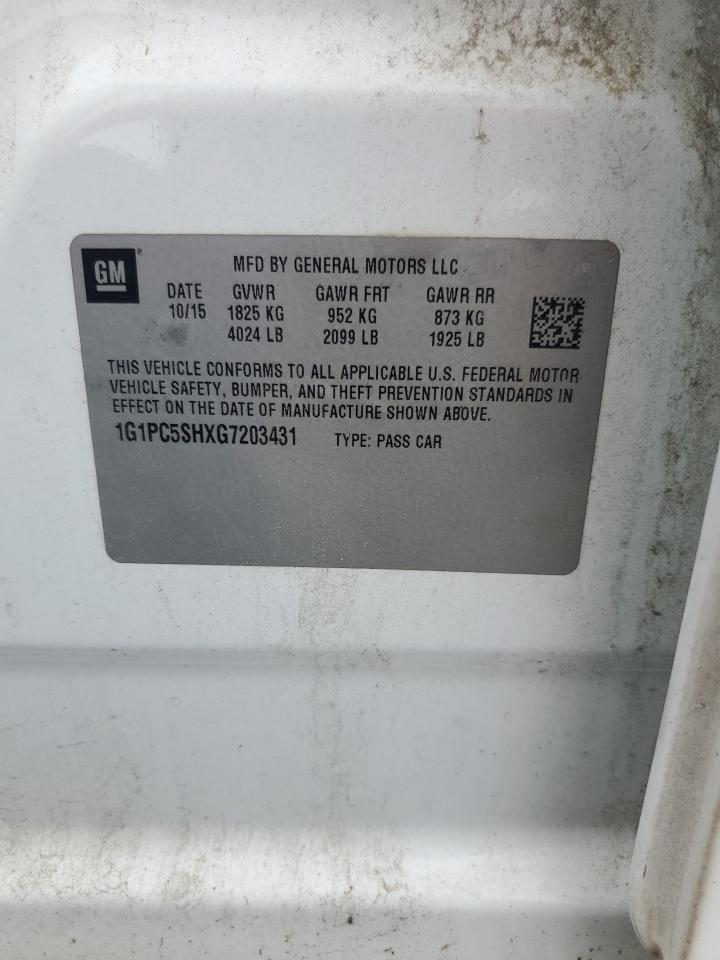 GM ®
MFD BY GENERAL MOTORS LLC
DATE GVWR GAWR FRT GAWR RR
10/15 1825 KG 952 KG 873 KG
4024 LB 2099 LB 1925 LB
THIS VEHICLE CONFORMS TO ALL APPLICABLE U.S. FEDERAL MOTOR
VEHICLE SAFETY, BUMPER, AND THEFT PREVENTION STANDARDS IN
EFFECT ON THE DATE OF MANUFACTURE SHOWN ABOVE.
1G1PC5SHXG7203431 TYPE: PASS CAR